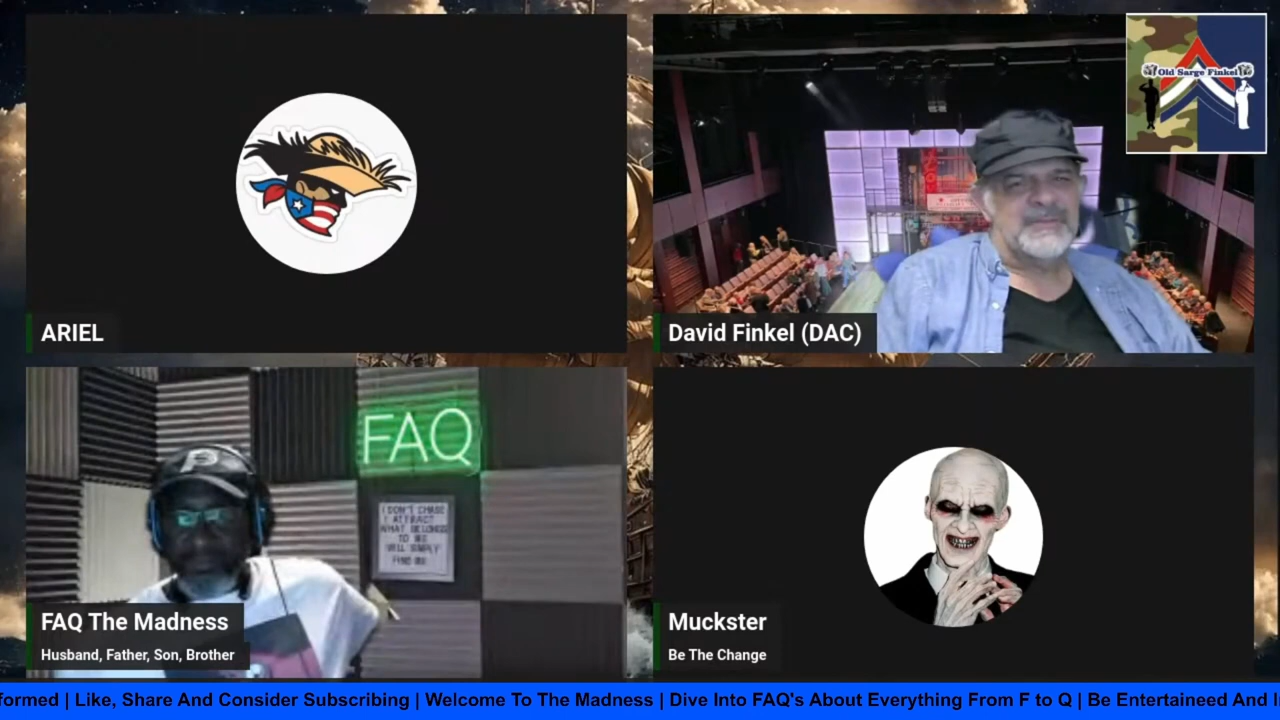 Old Sarge Finkel
ARIEL
David Finkel (DAC)
FAQ
I DON'T CHASE
I ATTRACT
WHAT BELONGS
TO ME
WILL SIMPLY
FIND ME
FAQ The Madness
Husband, Father, Son, Brother
Muckster
Be The Change
formed | Like, Share And Consider Subscribing | Welcome To The Madness | Dive Into FAQ's About Everything From F to Q | Be Entertaineed And I